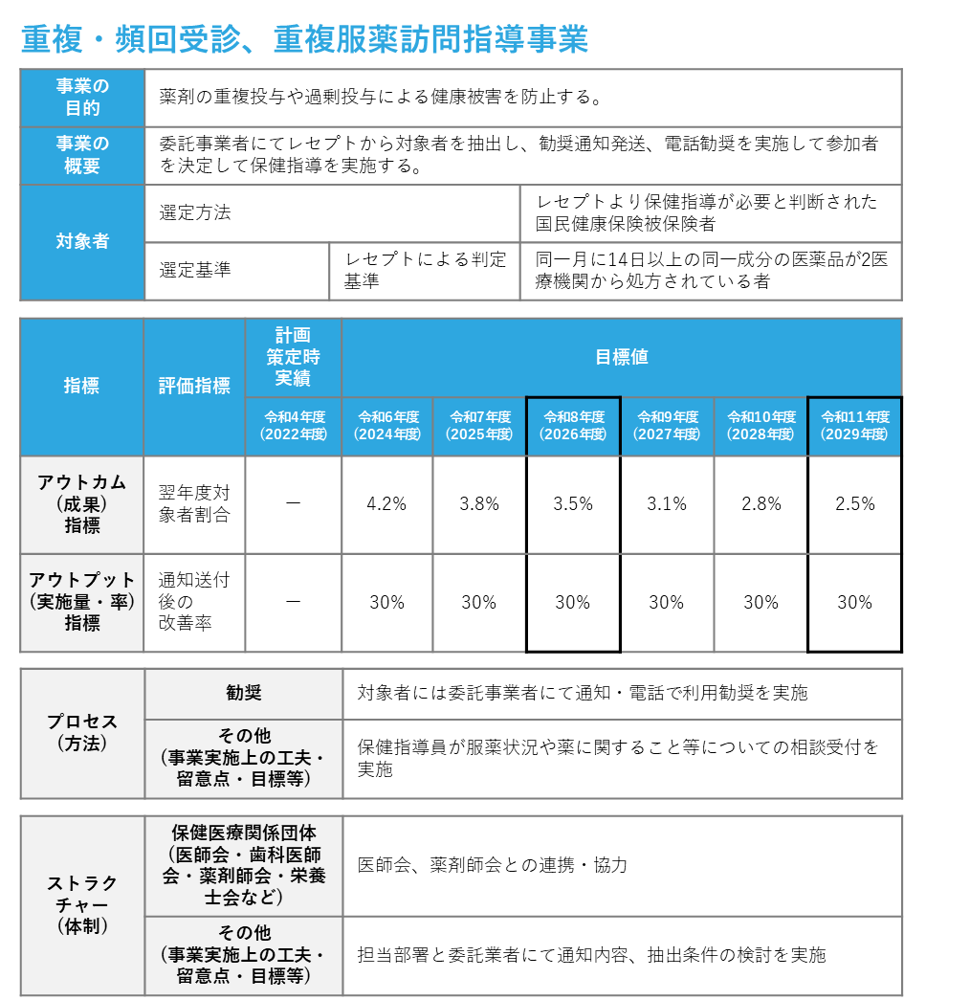 重複・頻回受診、重複服薬訪問指導事業
事業の
目的
薬剤の重複投与や過剰投与による健康被害を防止する。
事業の
概要
委託事業者にてレセプトから対象者を抽出し、勧奨通知発送、電話勧奨を実施して参加者
を決定して保健指導を実施する。
対象者
選定方法
レセプトより保健指導が必要と判断された
国民健康保険被保険者
選定基準
レセプトによる判定
基準
同一月に14日以上の同一成分の医薬品が2医
療機関から処方されている者
指標
評価指標
計画
策定時
実績
目標値
令和4年度
(2022年度)
令和6年度
(2024年度)
令和7年度
(2025年度)
令和8年度
(2026年度)
令和9年度
(2027年度)
令和10年度
(2028年度)
令和11年度
(2029年度)
アウトカム
(成果)
指標
翌年度対
象者割合
―
4.2%
3.8%
3.5%
3.1%
2.8%
2.5%
アウトプット
(実施量・率)
指標
通知送付
後の
改善率
―
30%
30%
30%
30%
30%
30%
プロセス
(方法)
勧奨
対象者には委託事業者にて通知・電話で利用勧奨を実施
その他
(事業実施上の工夫・
留意点・目標等)
保健指導員が服薬状況や薬に関すること等についての相談受付を
実施
ストラク
チャー
(体制)
保健医療関係団体
(医師会・歯科医師
会・薬剤師会・栄養
士会など)
医師会、薬剤師会との連携・協力
その他
(事業実施上の工夫・
留意点・目標等)
担当部署と委託業者にて通知内容、抽出条件の検討を実施